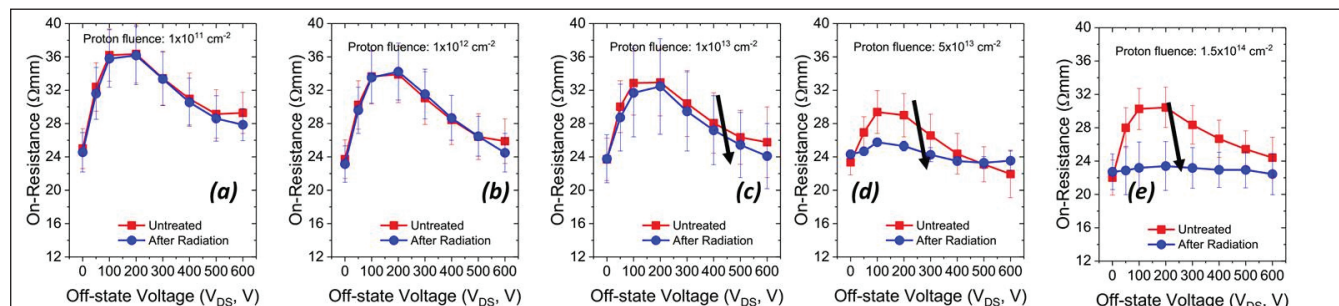 On-Resistance (Ωmm)
40
36
32
28
24
20
16
12
Proton fluence: 1x10¹¹ cm⁻²
(a)
Untreated
After Radiation
0 100 200 300 400 500 600
Off-state Voltage (V_DS, V)
On-Resistance (Ωmm)
40
36
32
28
24
20
16
12
Proton fluence: 1x10¹² cm⁻²
(b)
Untreated
After Radiation
0 100 200 300 400 500 600
Off-state Voltage (V_DS, V)
On-Resistance (Ωmm)
40
36
32
28
24
20
16
12
Proton fluence: 1x10¹³ cm⁻²
(c)
Untreated
After Radiation
0 100 200 300 400 500 600
Off-state Voltage (V_DS, V)
On-Resistance (Ωmm)
40
36
32
28
24
20
16
12
Proton fluence: 5x10¹³ cm⁻²
(d)
Untreated
After Radiation
0 100 200 300 400 500 600
Off-state Voltage (V_DS, V)
On-Resistance (Ωmm)
40
36
32
28
24
20
16
12
Proton fluence: 1.5x10¹⁴ cm⁻²
(e)
Untreated
After Radiation
0 100 200 300 400 500 600
Off-state Voltage (V_DS, V)